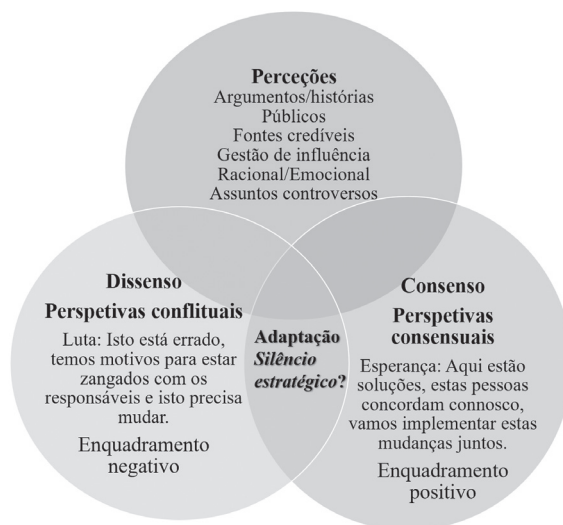 Perceções
Argumentos/histórias
Públicos
Fontes credíveis
Gestão de influência
Racional/Emocional
Assuntos controversos
Dissenso
Perspetivas conflituais
Luta: Isto está errado,
temos motivos para estar
zangados com os
responsáveis e isto precisa
mudar.
Enquadramento
negativo
Adaptação
Silêncio
estratégico?
Consenso
Perspetivas
consensuais
Esperança: Aqui estão
soluções, estas pessoas
concordam connosco,
vamos implementar estas
mudanças juntos.
Enquadramento
positivo